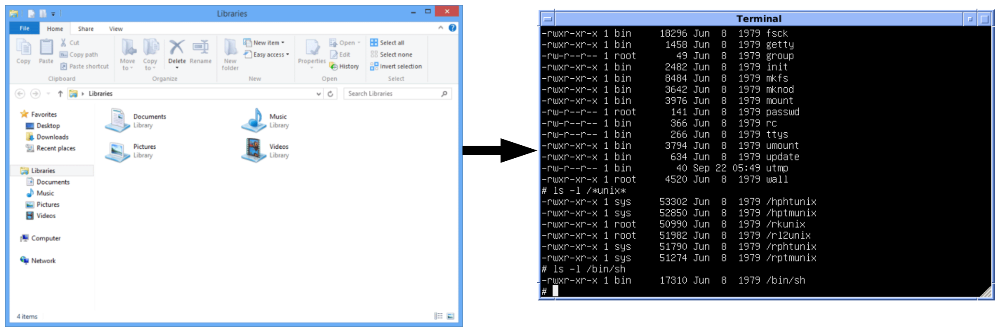 Libraries
File Home Share View
Copy
Paste
Cut
Copy path
Paste shortcut
Clipboard
Move to
Copy to
Delete
Rename
Organize
New folder
New item
Easy access
New
Properties
Open
Edit
History
Open
Select all
Select none
Invert selection
Select
Libraries
Search Libraries
Favorites
Desktop
Downloads
Recent places
Libraries
Documents
Music
Pictures
Videos
Computer
Network
Documents
Library
Music
Library
Pictures
Library
Videos
Library
4 items
Terminal
-rwxr-xr-x 1 bin     18296 Jun  8  1979 fsck
-rwxr-xr-x 1 bin      1458 Jun  8  1979 getty
-rw-r--r-- 1 root       49 Jun  8  1979 group
-rwxr-xr-x 1 bin      2482 Jun  8  1979 init
-rwxr-xr-x 1 bin      8484 Jun  8  1979 mkfs
-rwxr-xr-x 1 bin      3642 Jun  8  1979 mknod
-rwxr-xr-x 1 bin      3976 Jun  8  1979 mount
-rw-r--r-- 1 root      141 Jun  8  1979 passwd
-rw-r--r-- 1 bin       366 Jun  8  1979 rc
-rw-r--r-- 1 bin       266 Jun  8  1979 ttys
-rwxr-xr-x 1 bin      3794 Jun  8  1979 umount
-rwxr-xr-x 1 bin       634 Jun  8  1979 update
-rw-r--r-- 1 bin        40 Sep 22 05:49 utmp
-rwxr-xr-x 1 root     4520 Jun  8  1979 wall
# ls -l /*unix*
-rwxr-xr-x 1 sys     53302 Jun  8  1979 /hphtunix
-rwxr-xr-x 1 sys     52850 Jun  8  1979 /hptmunix
-rwxr-xr-x 1 root    50990 Jun  8  1979 /rkunix
-rwxr-xr-x 1 root    51982 Jun  8  1979 /rl2unix
-rwxr-xr-x 1 sys     51790 Jun  8  1979 /rphtunix
-rwxr-xr-x 1 sys     51274 Jun  8  1979 /rptmunix
# ls -l /bin/sh
-rwxr-xr-x 1 bin     17310 Jun  8  1979 /bin/sh
#